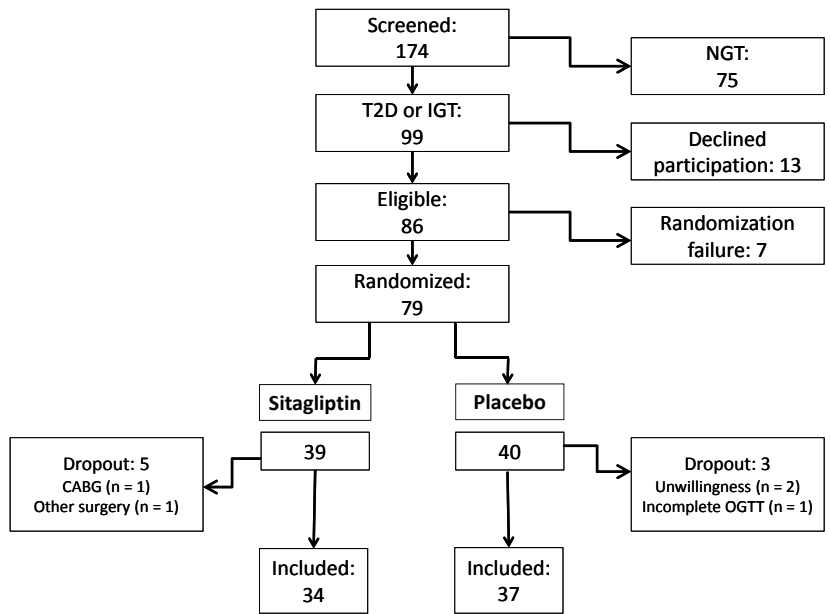 Screened:
174
NGT:
75
T2D or IGT:
99
Declined
participation: 13
Eligible:
86
Randomization
failure: 7
Randomized:
79
Sitagliptin
Placebo
39
40
Dropout: 5
CABG (n = 1)
Other surgery (n = 1)
Dropout: 3
Unwillingness (n = 2)
Incomplete OGTT (n = 1)
Included:
34
Included:
37